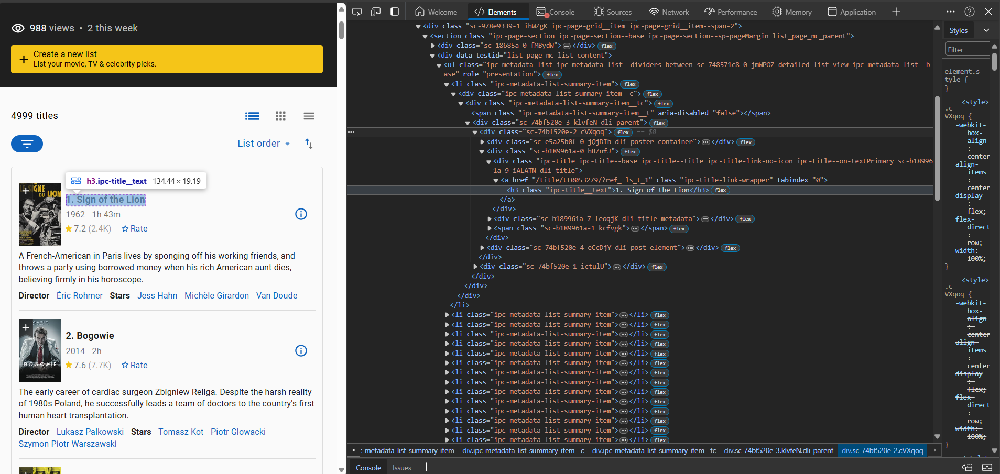 988 views • 2 this week
Create a new list
List your movie, TV & celebrity picks.
4999 titles
List order
h3.ipc-title__text 134.44 × 19.19
SIGNE
DU LION
1. Sign of the Lion
1962 1h 43m
7.2 (2.4K) Rate
A French-American in Paris lives by sponging off his working friends, and
throws a party using borrowed money when his rich American aunt dies,
believing firmly in his horoscope.
Director Éric Rohmer Stars Jess Hahn Michèle Girardon Van Doude
BOGOWIE
2. Bogowie
2014 2h
7.6 (7.7K) Rate
The early career of cardiac surgeon Zbigniew Religa. Despite the harsh reality
of 1980s Poland, he successfully leads a team of doctors to the country's first
human heart transplantation.
Director Lukasz Palkowski Stars Tomasz Kot Piotr Glowacki
Szymon Piotr Warszawski
Welcome Elements Console Sources Network Performance Memory Application
<div class="sc-978e9339-1 ihWZgK ipc-page-grid__item ipc-page-grid__item--span-2">
<section class="ipc-page-section ipc-page-section--base ipc-page-section--sp-pageMargin list_page_mc_parent">
<div class="sc-18685a-0 fMBydW">…</div> flex
<div data-testid="list-page-mc-list-content">
<ul class="ipc-metadata-list ipc-metadata-list--dividers-between sc-748571c8-0 jmWPOZ detailed-list-view ipc-metadata-list--b
ase" role="presentation"> flex
<li class="ipc-metadata-list-summary-item"> flex
<div class="ipc-metadata-list-summary-item__c"> flex
<div class="ipc-metadata-list-summary-item__tc"> flex
<span class="ipc-metadata-list-summary-item__t" aria-disabled="false"></span>
<div class="sc-74bf520e-3 klvfeN dli-parent"> flex
<div class="sc-74bf520e-2 cVXqoq"> flex == $0
<div class="sc-e5a25b0f-0 jQjDIb dli-poster-container">…</div> flex
<div class="sc-b189961a-0 hBZnfJ"> flex
<div class="ipc-title ipc-title--base ipc-title--title ipc-title-link-no-icon ipc-title--on-textPrimary sc-b18996
1a-9 iALATN dli-title">
<a href="/title/tt0053279/?ref_=ls_t_1" class="ipc-title-link-wrapper" tabindex="0">
<h3 class="ipc-title__text">1. Sign of the Lion</h3> flex
</a>
</div>
<div class="sc-b189961a-7 feoqjK dli-title-metadata">…</div> flex
<span class="sc-b189961a-1 kcfvgk">…</span> flex
</div>
<div class="sc-74bf520e-4 eCcDjY dli-post-element">…</div> flex
</div>
<div class="sc-74bf520e-1 ictulU">…</div> flex
</div>
</div>
</div>
</li>
<li class="ipc-metadata-list-summary-item">…</li> flex
<li class="ipc-metadata-list-summary-item">…</li> flex
<li class="ipc-metadata-list-summary-item">…</li> flex
<li class="ipc-metadata-list-summary-item">…</li> flex
<li class="ipc-metadata-list-summary-item">…</li> flex
<li class="ipc-metadata-list-summary-item">…</li> flex
<li class="ipc-metadata-list-summary-item">…</li> flex
<li class="ipc-metadata-list-summary-item">…</li> flex
<li class="ipc-metadata-list-summary-item">…</li> flex
<li class="ipc-metadata-list-summary-item">…</li> flex
<li class="ipc-metadata-list-summary-item">…</li> flex
<li class="ipc-metadata-list-summary-item">…</li> flex
<li class="ipc-metadata-list-summary-item">…</li> flex
<li class="ipc-metadata-list-summary-item">…</li> flex
:-metadata-list-summary-item div.ipc-metadata-list-summary-item__c div.ipc-metadata-list-summary-item__tc div.sc-74bf520e-3.klvfeN.dli-parent div.sc-74bf520e-2.cVXqoq
Console Issues
Styles
Filter
element.s
tyle {
}
<style>
.c
VXqoq {
-webkit-
box-
align
:
center
align-
items
:
center
display
:
flex;
flex-
direct
:
row;
width:
100%;
}
<style>
.c
VXqoq {
-webkit-
box-
align
:
center
align-
items
:
center
display
:
flex;
flex-
direct
:
row;
width:
100%;
}